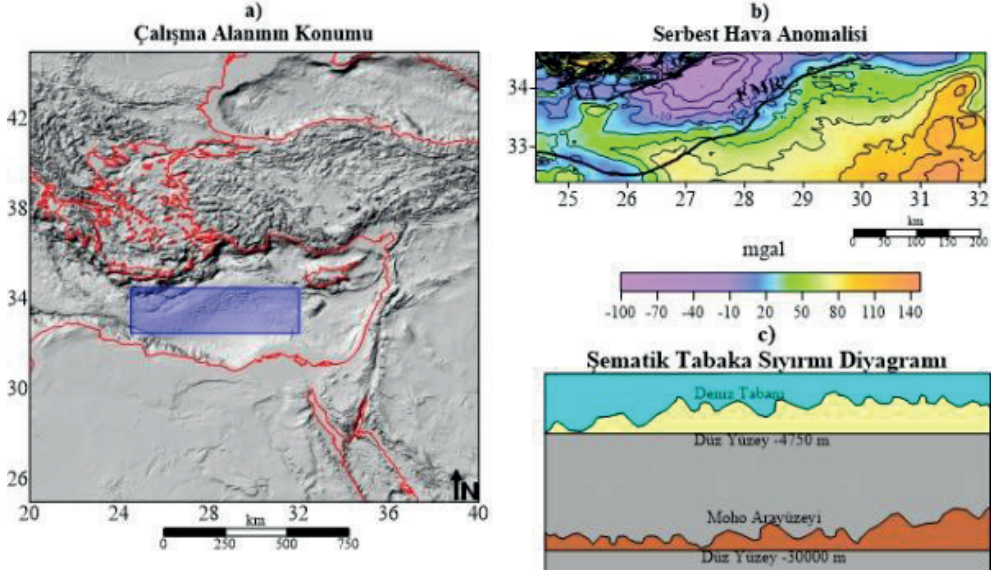 a)
Çalışma Alanının Konumu
42
38
34
30
26
20
24
28
32
36
40
N
km
0 250 500 750
b)
Serbest Hava Anomalisi
34
33
25 26 27 28 29 30 31 32
km
0 50 100 150 200
mgal
-100 -70 -40 -10 20 50 80 110 140
c)
Şematik Tabaka Sıyırmı Diyagramı
Deniz Tabanı
Düz Yüzey -4750 m
Moho Arayüzeyi
Düz Yüzey -30000 m